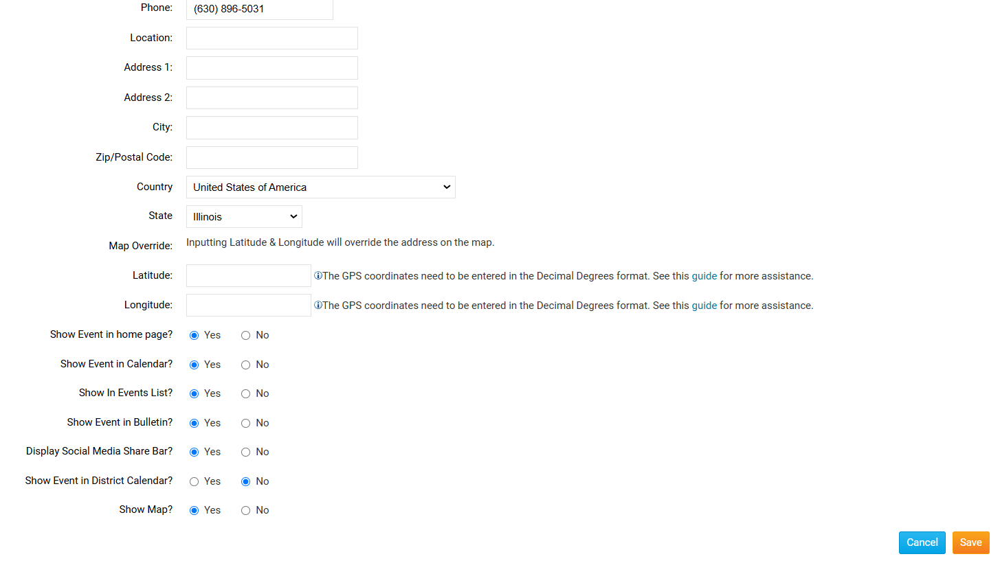 Phone: (630) 896-5031
Location:
Address 1:
Address 2:
City:
Zip/Postal Code:
Country United States of America
State Illinois
Map Override: Inputting Latitude & Longitude will override the address on the map.
Latitude: The GPS coordinates need to be entered in the Decimal Degrees format. See this guide for more assistance.
Longitude: The GPS coordinates need to be entered in the Decimal Degrees format. See this guide for more assistance.
Show Event in home page? Yes No
Show Event in Calendar? Yes No
Show In Events List? Yes No
Show Event in Bulletin? Yes No
Display Social Media Share Bar? Yes No
Show Event in District Calendar? Yes No
Show Map? Yes No
Cancel Save